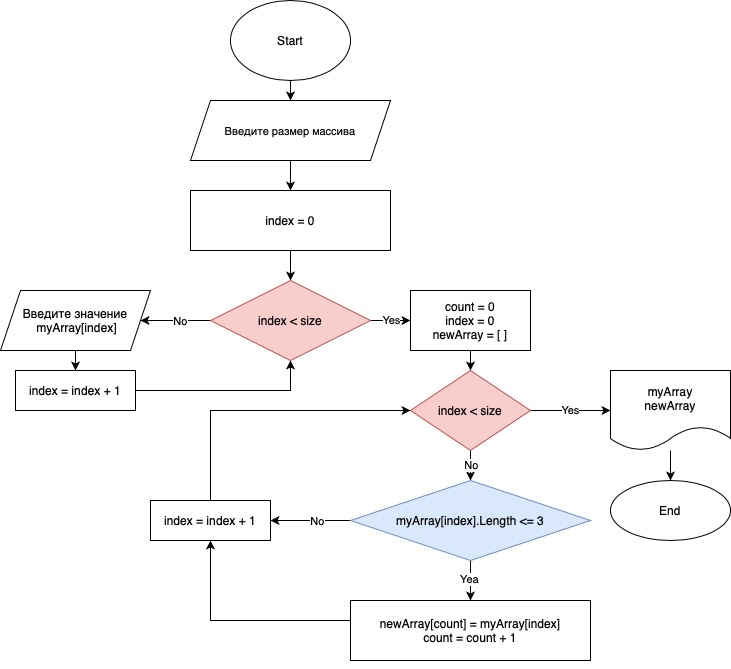 Start
Введите размер массива
index = 0
Введите значение
myArray[index]
No
index < size
Yes
count = 0
index = 0
newArray = [ ]
index = index + 1
index < size
Yes
myArray
newArray
No
index = index + 1
No
myArray[index].Length <= 3
End
Yea
newArray[count] = myArray[index]
count = count + 1